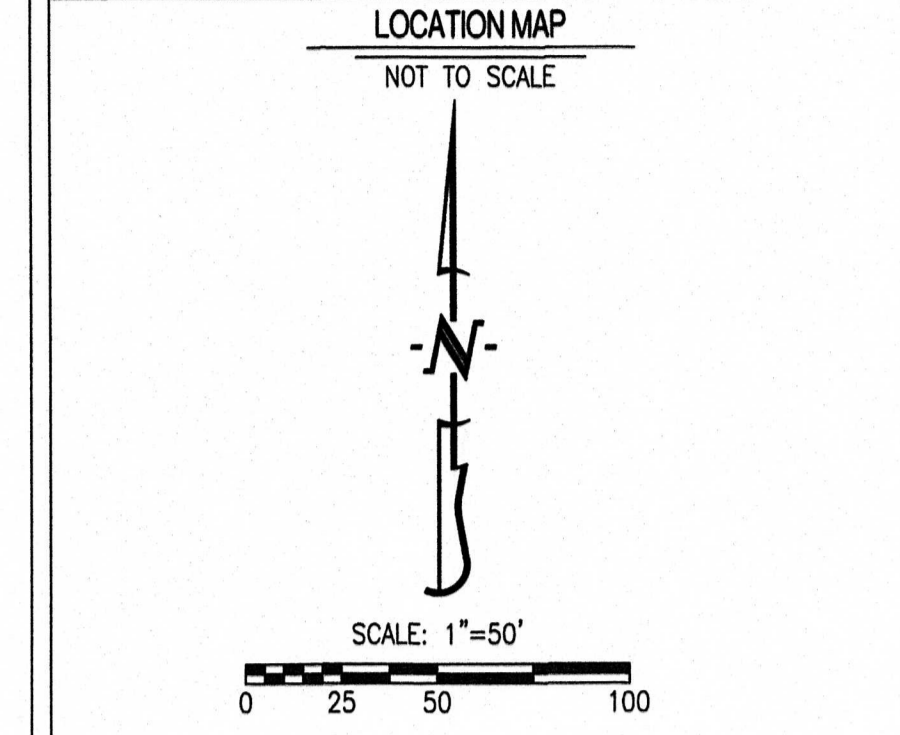 LOCATION MAP
NOT TO SCALE
-N-
SCALE: 1"=50'
0 25 50 100